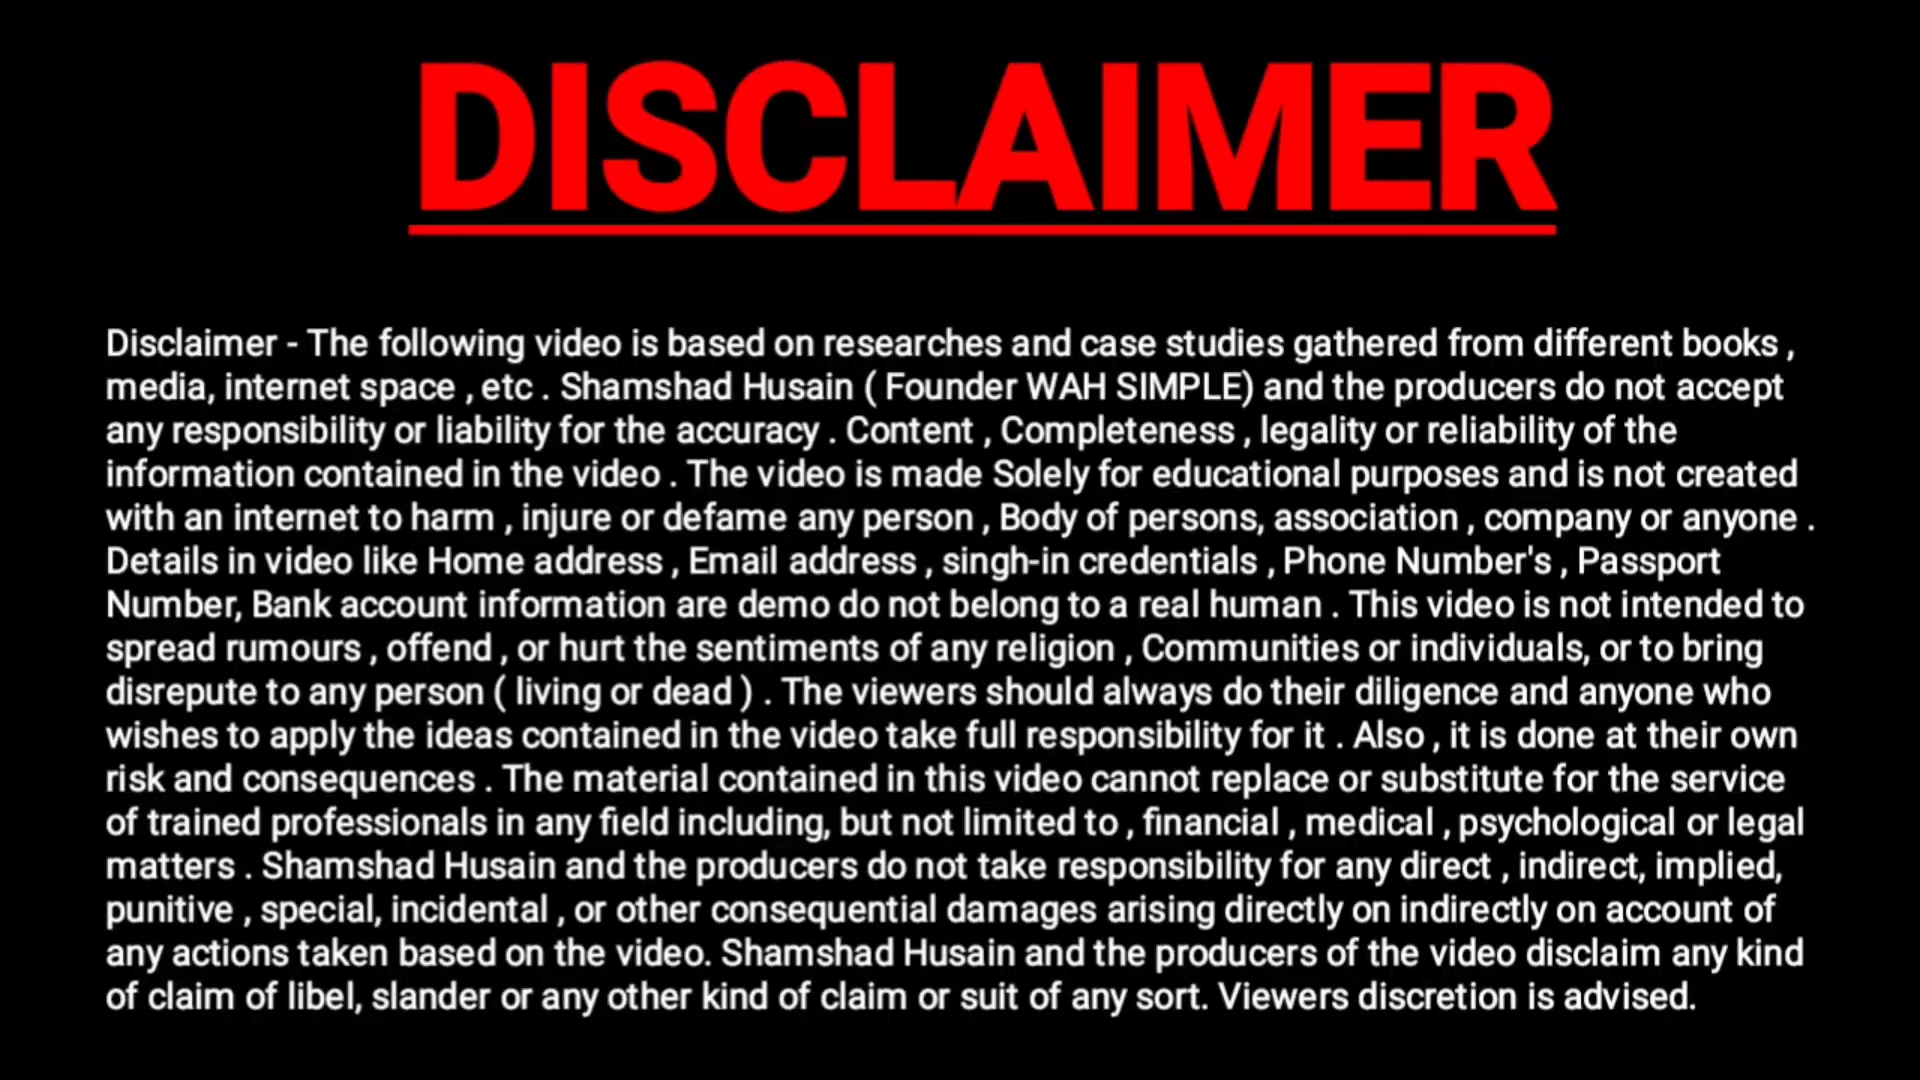 DISCLAIMER
Disclaimer - The following video is based on researches and case studies gathered from different books ,
media, internet space , etc . Shamshad Husain ( Founder WAH SIMPLE) and the producers do not accept
any responsibility or liability for the accuracy . Content , Completeness , legality or reliability of the
information contained in the video . The video is made Solely for educational purposes and is not created
with an internet to harm , injure or defame any person , Body of persons, association , company or anyone .
Details in video like Home address , Email address , singh-in credentials , Phone Number's , Passport
Number, Bank account information are demo do not belong to a real human . This video is not intended to
spread rumours , offend , or hurt the sentiments of any religion , Communities or individuals, or to bring
disrepute to any person ( living or dead ) . The viewers should always do their diligence and anyone who
wishes to apply the ideas contained in the video take full responsibility for it . Also , it is done at their own
risk and consequences . The material contained in this video cannot replace or substitute for the service
of trained professionals in any field including, but not limited to , financial , medical , psychological or legal
matters . Shamshad Husain and the producers do not take responsibility for any direct , indirect, implied,
punitive , special, incidental , or other consequential damages arising directly on indirectly on account of
any actions taken based on the video. Shamshad Husain and the producers of the video disclaim any kind
of claim of libel, slander or any other kind of claim or suit of any sort. Viewers discretion is advised.